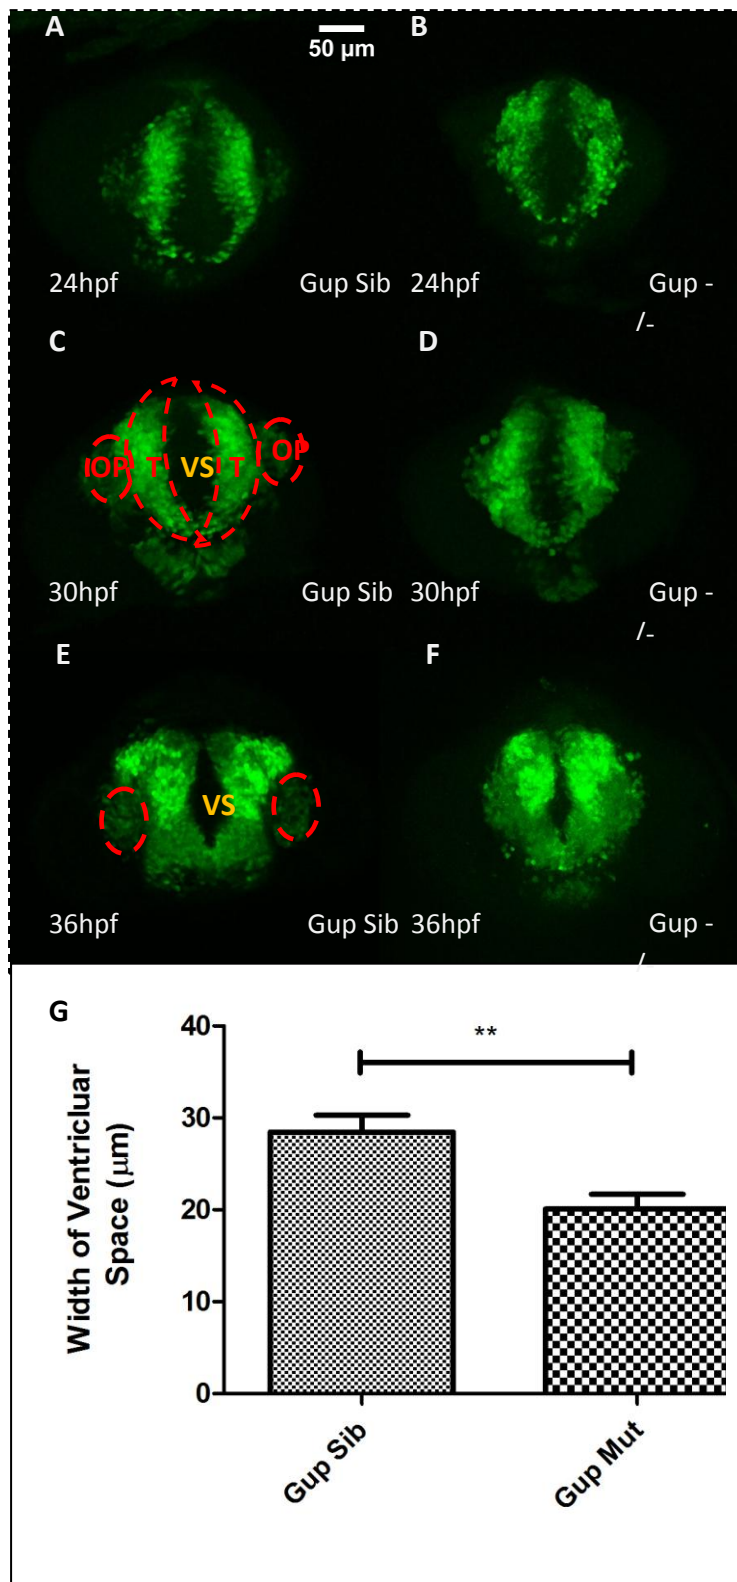 A
50 µm
B
24hpf
Gup Sib
24hpf
Gup -
/-
C
D
OP
T
VS
T
OP
30hpf
Gup Sib
30hpf
Gup -
/-
E
F
VS
36hpf
Gup Sib
36hpf
Gup -
G
**
40
30
20
10
0
Width of Ventricluar
Space (µm)
Gup Sib
Gup Mut